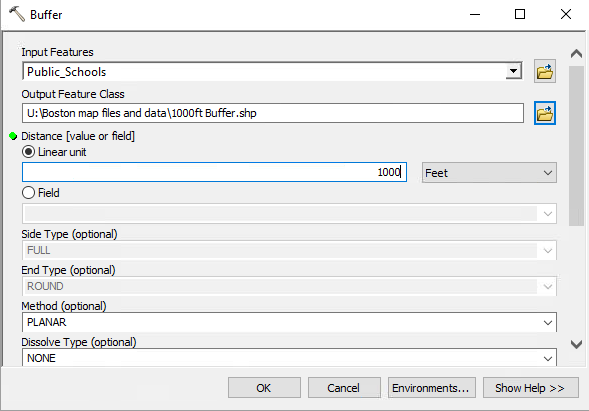 Buffer
Input Features
Public_Schools
Output Feature Class
U:\Boston map files and data\1000ft Buffer.shp
Distance [value or field]
Linear unit
1000 Feet
Field
Side Type (optional)
FULL
End Type (optional)
ROUND
Method (optional)
PLANAR
Dissolve Type (optional)
NONE
OK Cancel Environments... Show Help >>